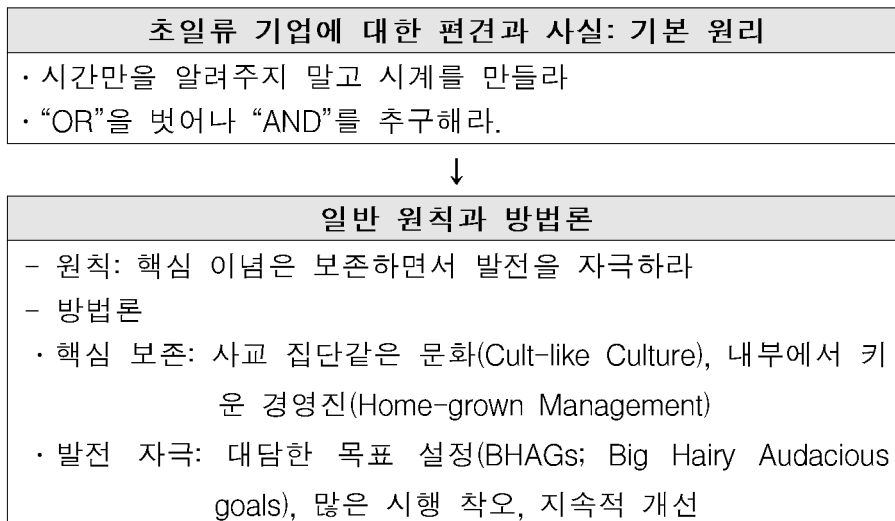 초일류 기업에 대한 편견과 사실: 기본 원리
· 시간만을 알려주지 말고 시계를 만들라
· “OR”을 벗어나 “AND”를 추구해라.
↓
일반 원칙과 방법론
- 원칙: 핵심 이념은 보존하면서 발전을 자극하라
- 방법론
· 핵심 보존: 사교 집단같은 문화(Cult-like Culture), 내부에서 키
운 경영진(Home-grown Management)
· 발전 자극: 대담한 목표 설정(BHAGs; Big Hairy Audacious
goals), 많은 시행 착오, 지속적 개선